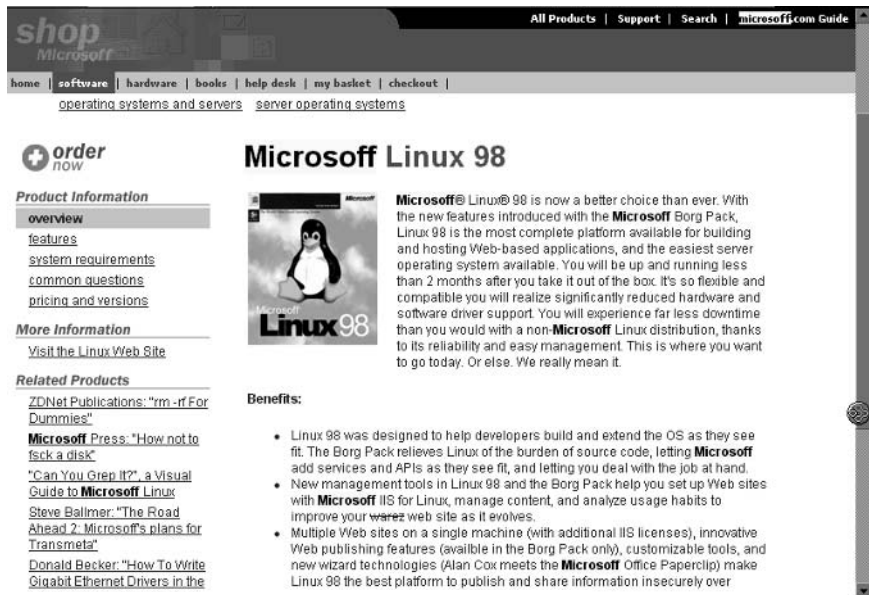 shop
Microsoff
All Products | Support | Search | microsoff.com Guide
home | software | hardware | books | help desk | my basket | checkout |
operating systems and servers server operating systems
order
now
Product Information
overview
features
system requirements
common questions
pricing and versions
More Information
Visit the Linux Web Site
Related Products
ZDNet Publications: "rm -rf For
Dummies"
Microsoff Press: "How not to
fsck a disk"
"Can You Grep It?", a Visual
Guide to Microsoff Linux
Steve Ballmer: "The Road
Ahead 2: Microsoft's plans for
Transmeta"
Donald Becker: "How To Write
Gigabit Ethernet Drivers in the
Microsoff Linux 98
Microsoff
Microsoff
Linux 98
Microsoff® Linux® 98 is now a better choice than ever. With
the new features introduced with the Microsoff Borg Pack,
Linux 98 is the most complete platform available for building
and hosting Web-based applications, and the easiest server
operating system available. You will be up and running less
than 2 months after you take it out of the box. It's so flexible and
compatible you will realize significantly reduced hardware and
software driver support. You will experience far less downtime
than you would with a non-Microsoff Linux distribution, thanks
to its reliability and easy management. This is where you want
to go today. Or else. We really mean it.
Benefits:
• Linux 98 was designed to help developers build and extend the OS as they see
fit. The Borg Pack relieves Linux of the burden of source code, letting Microsoff
add services and APIs as they see fit, and letting you deal with the job at hand.
• New management tools in Linux 98 and the Borg Pack help you set up Web sites
with Microsoff IIS for Linux, manage content, and analyze usage habits to
improve your warez web site as it evolves.
• Multiple Web sites on a single machine (with additional IIS licenses), innovative
Web publishing features (availble in the Borg Pack only), customizable tools, and
new wizard technologies (Alan Cox meets the Microsoff Office Paperclip) make
Linux 98 the best platform to publish and share information insecurely over